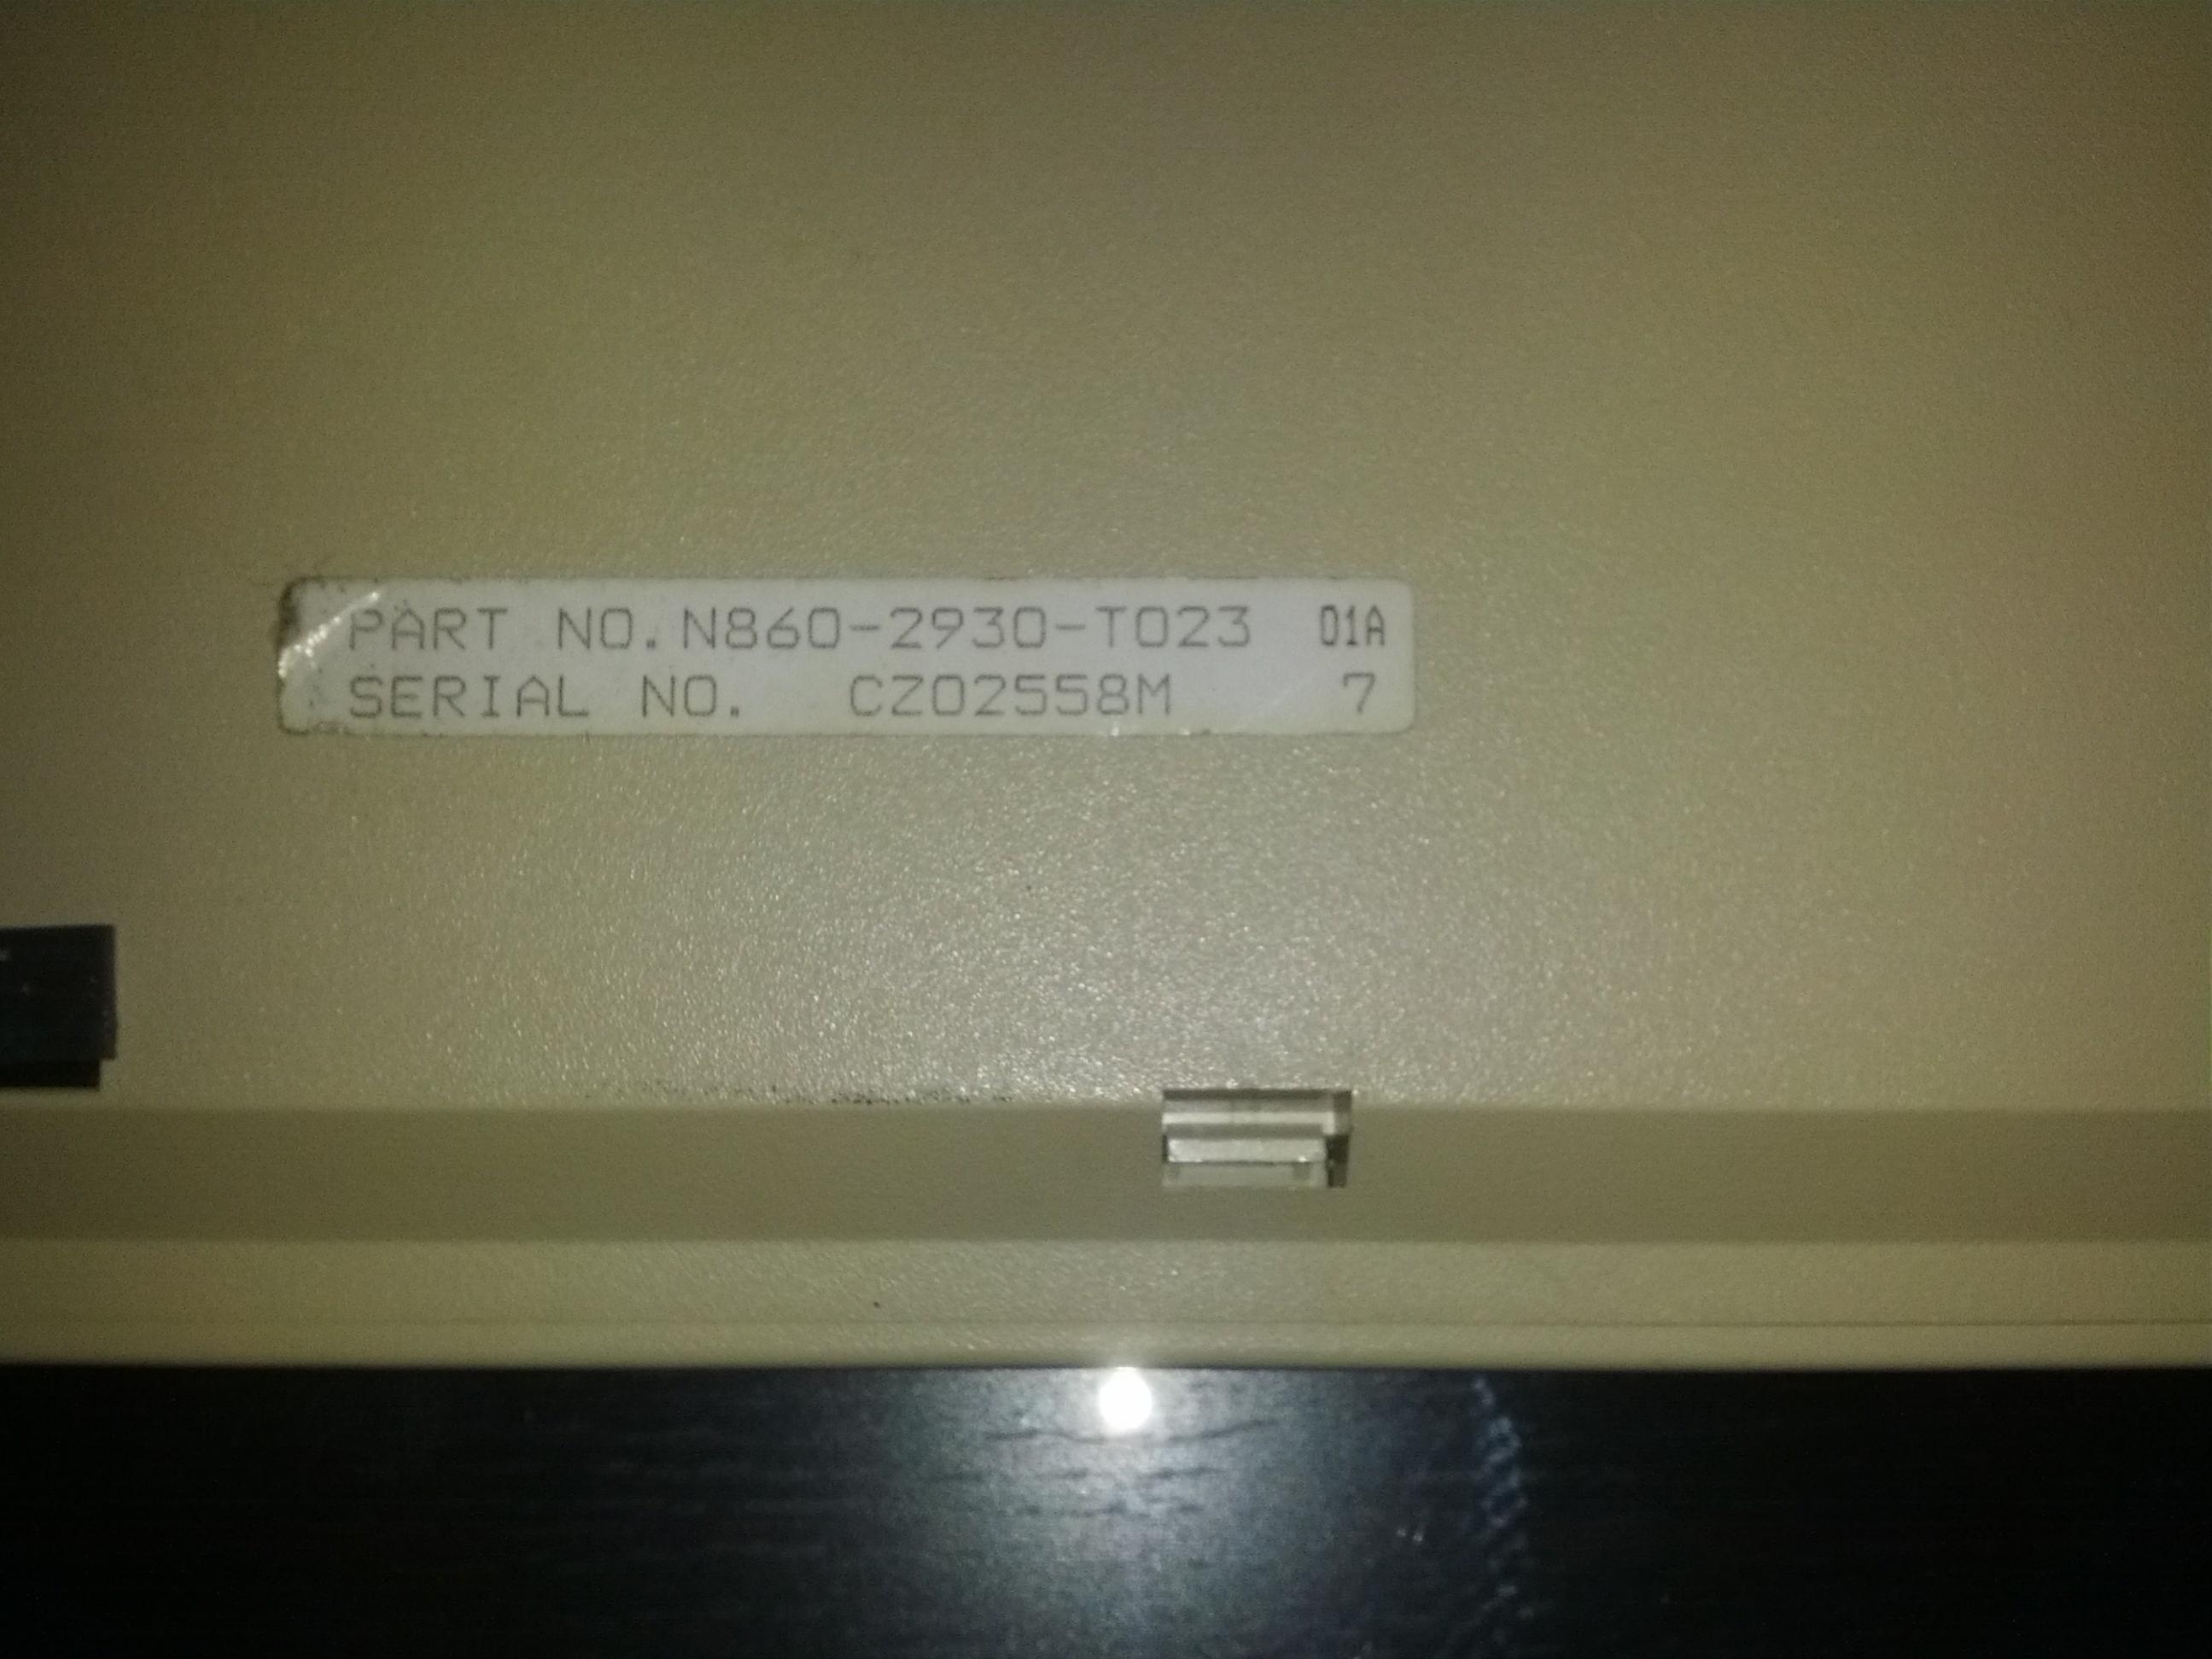 PART NO. N860-2930-T023 01A
SERIAL NO. CZ02558M 7